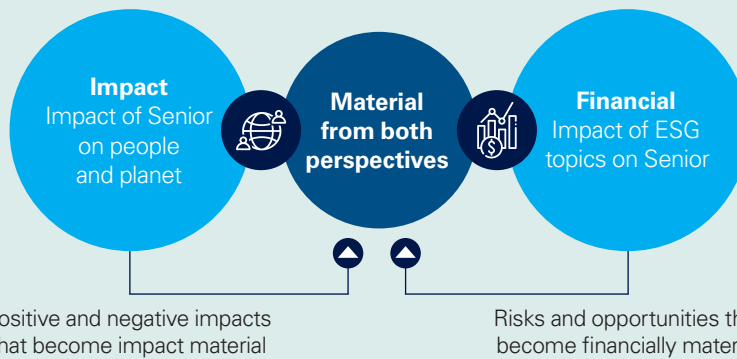 Impact
Impact of Senior
on people
and planet
Material
from both
perspectives
Financial
Impact of ESG
topics on Senior
ositive and negative impacts
hat become impact material
Risks and opportunities th
become financially mater